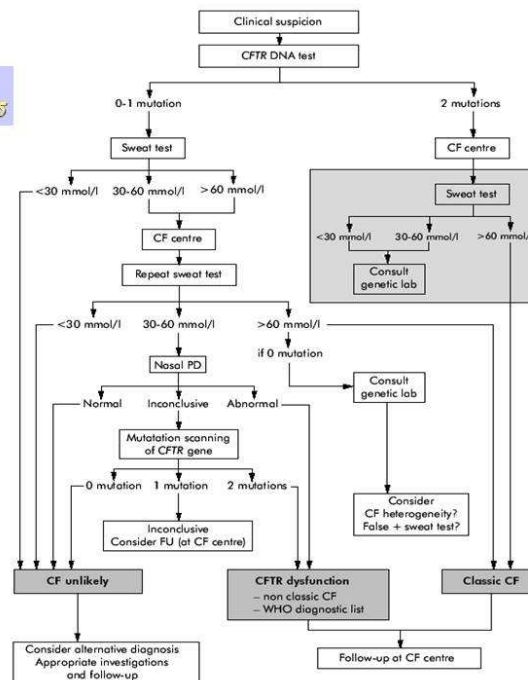 Clinical suspicion
CFTR DNA test
0-1 mutation
2 mutations
Sweat test
CF centre
Sweat test
<30 mmol/l 30-60 mmol/l >60 mmol/l
<30 mmol/l 30-60 mmol/l >60 mmol/
CF centre
Consult
genetic lab
Repeat sweat test
<30 mmol/l 30-60 mmol/l >60 mmol/l
if 0 mutation
Nasal PD
Consult
genetic lab
Normal Inconclusive Abnormal
Mutatation scanning
of CFTR gene
0 mutation 1 mutation 2 mutations
Consider
CF heterogeneity?
False + sweat test?
Inconclusive
Consider FU (at CF centre)
CF unlikely
CFTR dysfunction
– non classic CF
– WHO diagnostic list
Classic CF
Consider alternative diagnosis
Appropriate investigations
and follow-up
Follow-up at CF centre